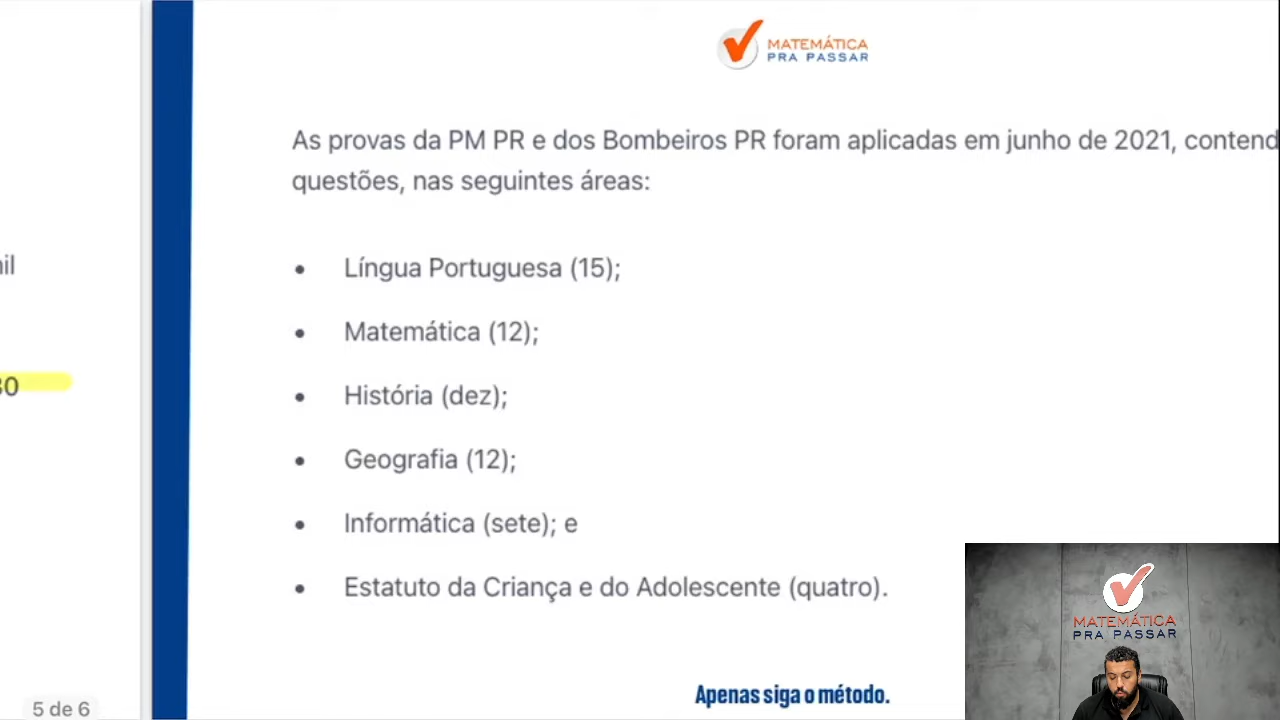 MATEMÁTICA
PRA PASSAR
As provas da PM PR e dos Bombeiros PR foram aplicadas em junho de 2021, contend
questões, nas seguintes áreas:
• Língua Portuguesa (15);
• Matemática (12);
• História (dez);
• Geografia (12);
• Informática (sete); e
• Estatuto da Criança e do Adolescente (quatro).
Apenas siga o método.
5 de 6
MATEMÁTICA
PRA PASSAR